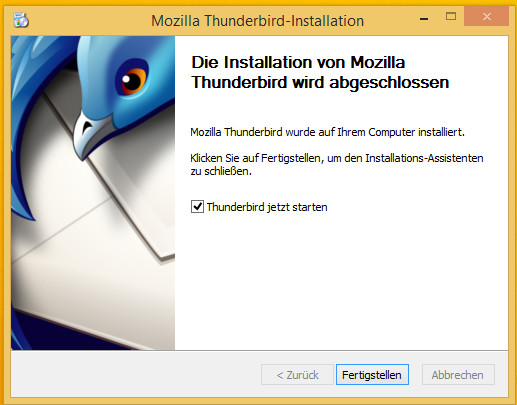 Mozilla Thunderbird-Installation
Die Installation von Mozilla
Thunderbird wird abgeschlossen
Mozilla Thunderbird wurde auf Ihrem Computer installiert.
Klicken Sie auf Fertigstellen, um den Installations-Assistenten
zu schließen.
Thunderbird jetzt starten
< Zurück
Fertigstellen
Abbrechen